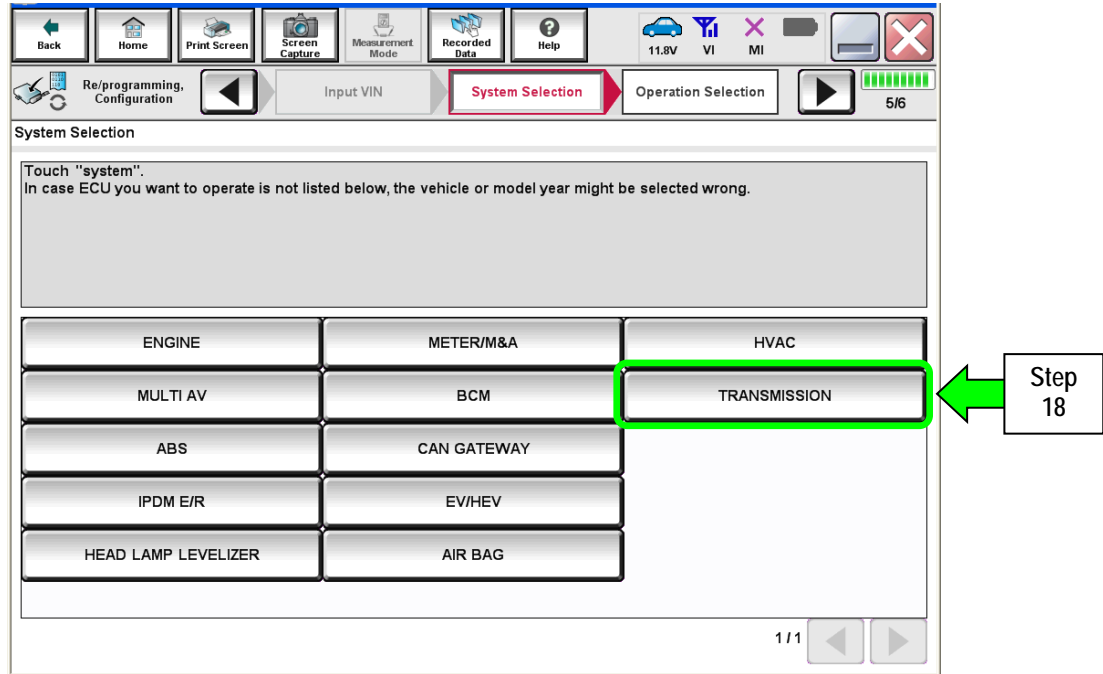 Back
Home
Print Screen
Screen
Capture
Measurement
Mode
Recorded
Data
Help
11.8V
VI
MI
Re/programming,
Configuration
Input VIN
System Selection
Operation Selection
5/6
System Selection
Touch "system".
In case ECU you want to operate is not listed below, the vehicle or model year might be selected wrong.
ENGINE
METER/M&A
HVAC
MULTI AV
BCM
TRANSMISSION
Step
18
ABS
CAN GATEWAY
IPDM E/R
EV/HEV
HEAD LAMP LEVELIZER
AIR BAG
1/1